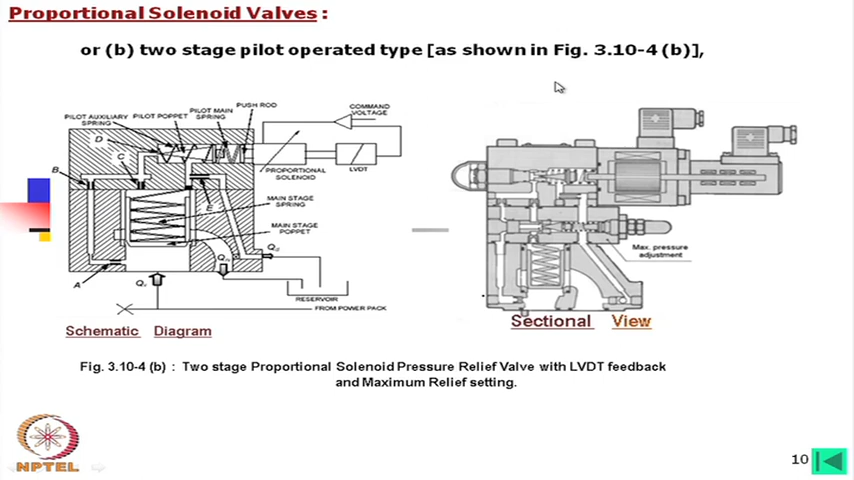 Proportional Solenoid Valves :
or (b) two stage pilot operated type [as shown in Fig. 3.10-4 (b)],
PILOT AUXILIARY
SPRING
PILOT POPPET
PILOT MAIN
SPRING
PUSH ROD
COMMAND
VOLTAGE
D
B
C
PROPORTIONAL
SOLENOID
LVDT
E
MAIN STAGE
SPRING
MAIN STAGE
POPPET
A
RESERVOIR
FROM POWER PACK
Max. pressure
adjustment
Schematic Diagram
Sectional View
Fig. 3.10-4 (b) : Two stage Proportional Solenoid Pressure Relief Valve with LVDT feedback
and Maximum Relief setting.
NPTEL
10